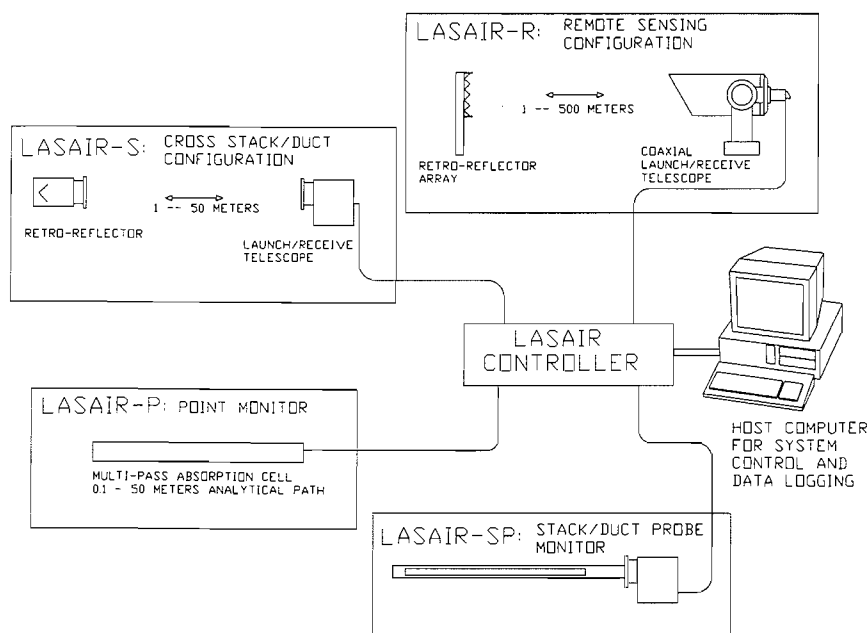 LASAIR-R: REMOTE SENSING
CONFIGURATION
1 -- 500 METERS
RETRO-REFLECTOR
ARRAY
COAXIAL
LAUNCH/RECEIVE
TELESCOPE
LASAIR-S: CROSS STACK/DUCT
CONFIGURATION
1 -- 50 METERS
RETRO-REFLECTOR
LAUNCH/RECEIVE
TELESCOPE
LASAIR
CONTROLLER
HOST COMPUTER
FOR SYSTEM
CONTROL AND
DATA LOGGING
LASAIR-P: POINT MONITOR
MULTI-PASS ABSORPTION CELL
0.1 - 50 METERS ANALYTICAL PATH
LASAIR-SP: STACK/DUCT PROBE
MONITOR